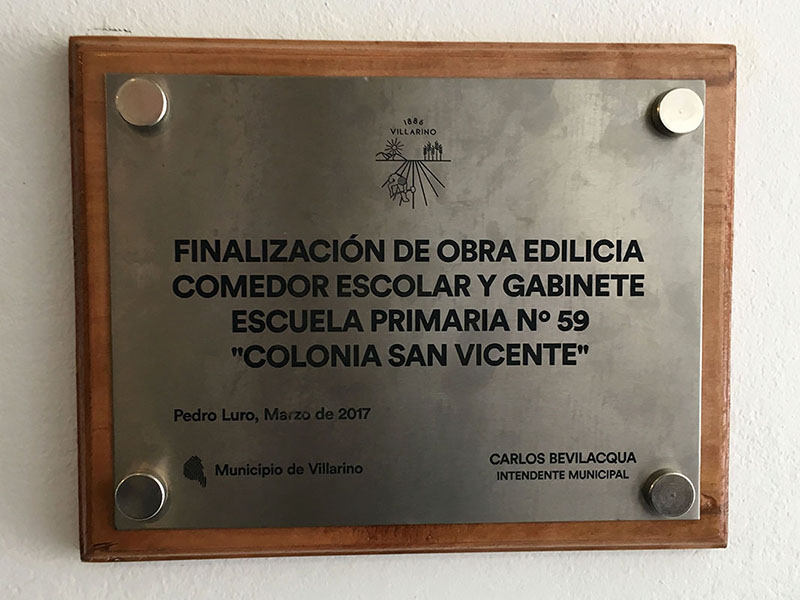 1886
VILLARINO
FINALIZACIÓN DE OBRA EDILICIA
COMEDOR ESCOLAR Y GABINETE
ESCUELA PRIMARIA Nº 59
"COLONIA SAN VICENTE"
Pedro Luro, Marzo de 2017
Municipio de Villarino
CARLOS BEVILACQUA
INTENDENTE MUNICIPAL